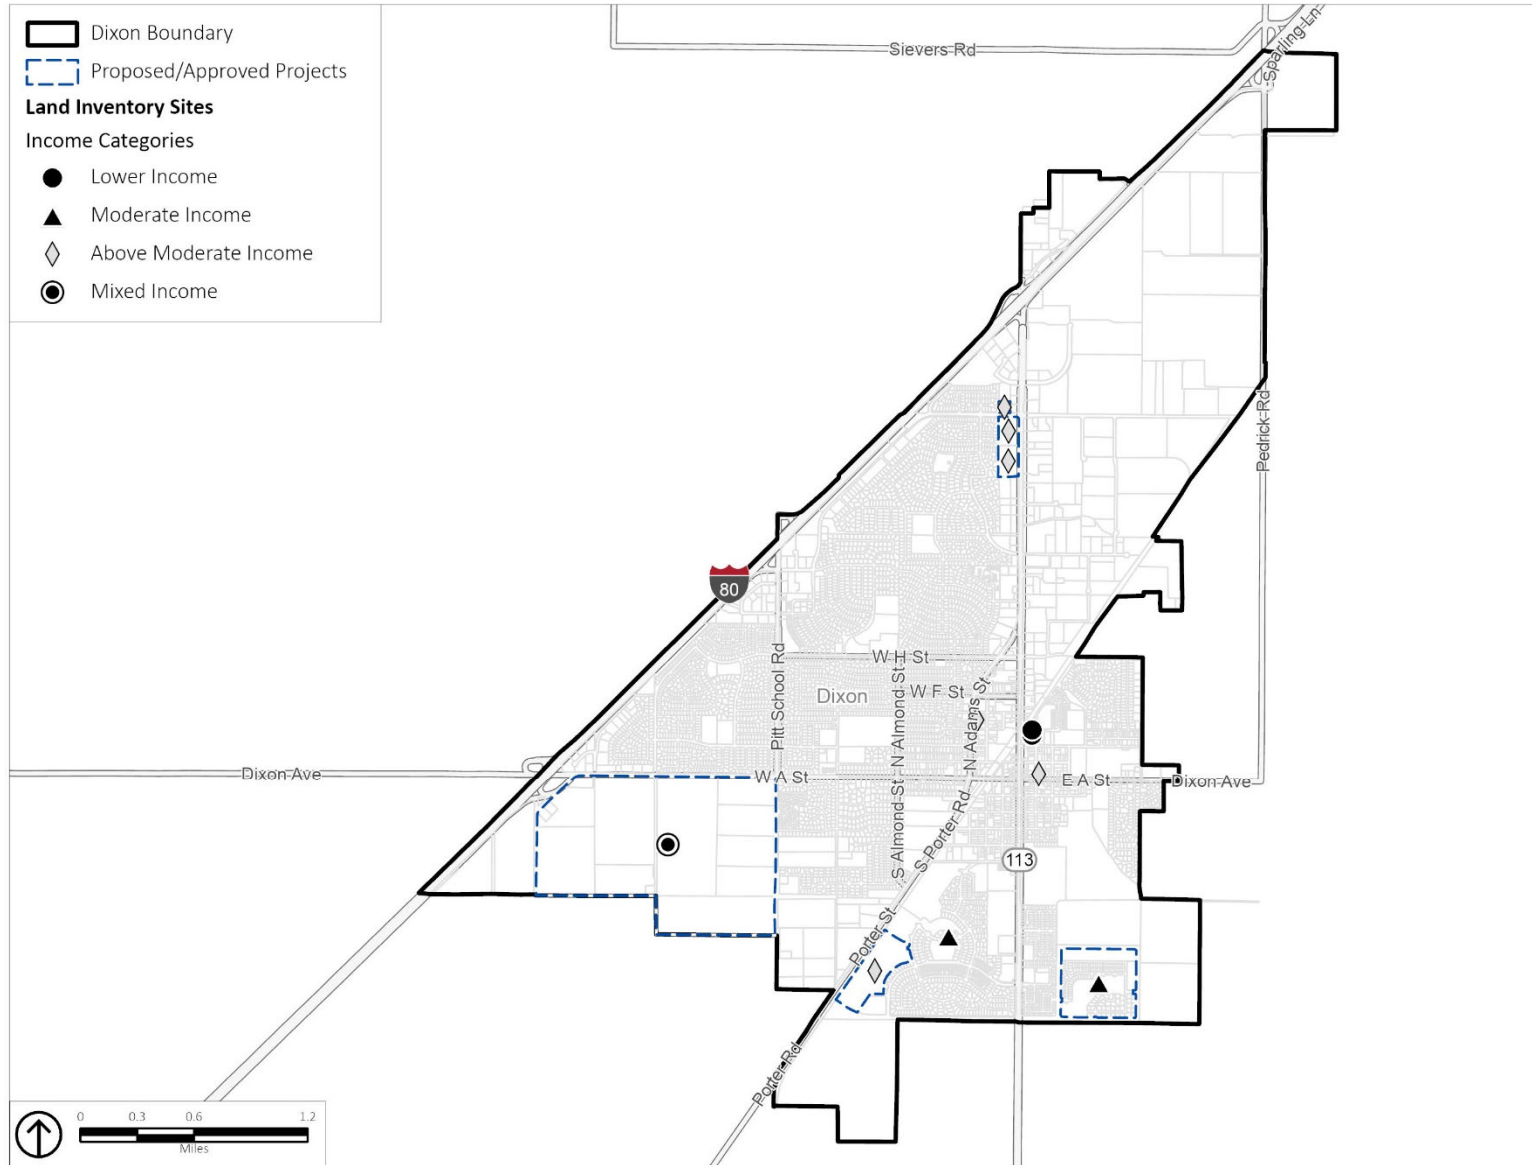 Dixon Boundary
Proposed/Approved Projects
Land Inventory Sites
Income Categories
Lower Income
Moderate Income
Above Moderate Income
Mixed Income
Sievers Rd
Sparling Ln
Pedrick Rd
80
Pitt School Rd
W H St
Dixon
W F St
N Almond St
N Adams St
Dixon Ave
W A St
E A St
Dixon Ave
S Almond St
S Porter Rd
113
Porter St
Porter Rd
0 0.3 0.6 1.2
Miles